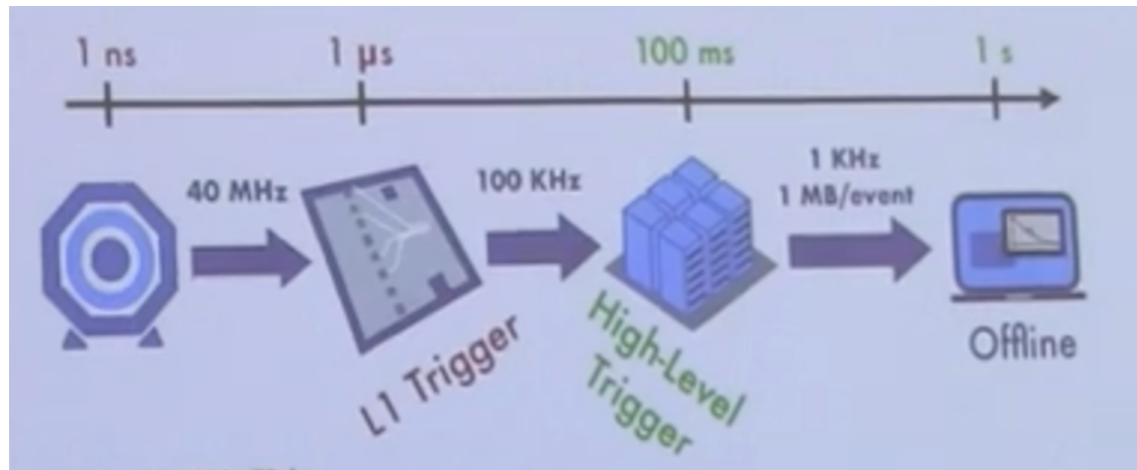 1 ns
1 µs
100 ms
1 s
40 MHz
100 KHz
1 KHz
1 MB/event
L1 Trigger
High-Level
Trigger
Offline